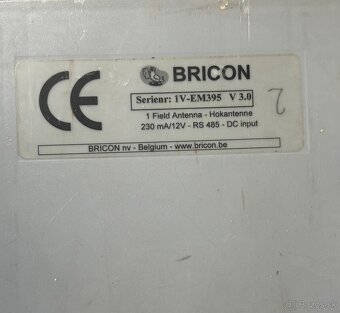 CE BRICON
Serienr: 1V-EM395 V 3.0
1 Field Antenna - Hokantenne
230 mA/12V - RS 485 - DC input
BRICON nv - Belgium - www.bricon.be
2